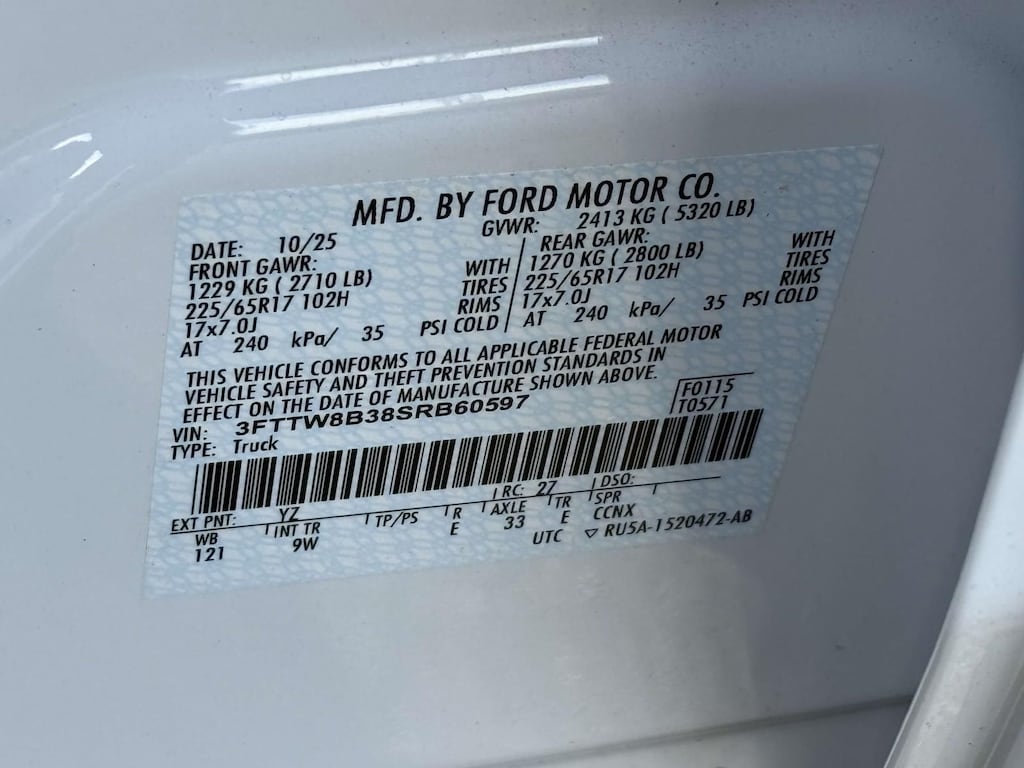 MFD. BY FORD MOTOR CO.
DATE: 10/25 GVWR: 2413 KG ( 5320 LB)
FRONT GAWR: WITH REAR GAWR: WITH
1229 KG ( 2710 LB) TIRES 1270 KG ( 2800 LB) TIRES
225/65R17 102H RIMS 225/65R17 102H RIMS
17x7.0J 17x7.0J
AT 240 kPa/ 35 PSI COLD AT 240 kPa/ 35 PSI COLD
THIS VEHICLE CONFORMS TO ALL APPLICABLE FEDERAL MOTOR
VEHICLE SAFETY AND THEFT PREVENTION STANDARDS IN
EFFECT ON THE DATE OF MANUFACTURE SHOWN ABOVE.
VIN: 3FTTW8B38SRB60597 F0115
TYPE: Truck T0571
EXT PNT: YZ RC: 27 DSO:
WB INT TR TP/PS R AXLE TR SPR
121 9W E 33 E CCNX
UTC ▽ RU5A-1520472-AB